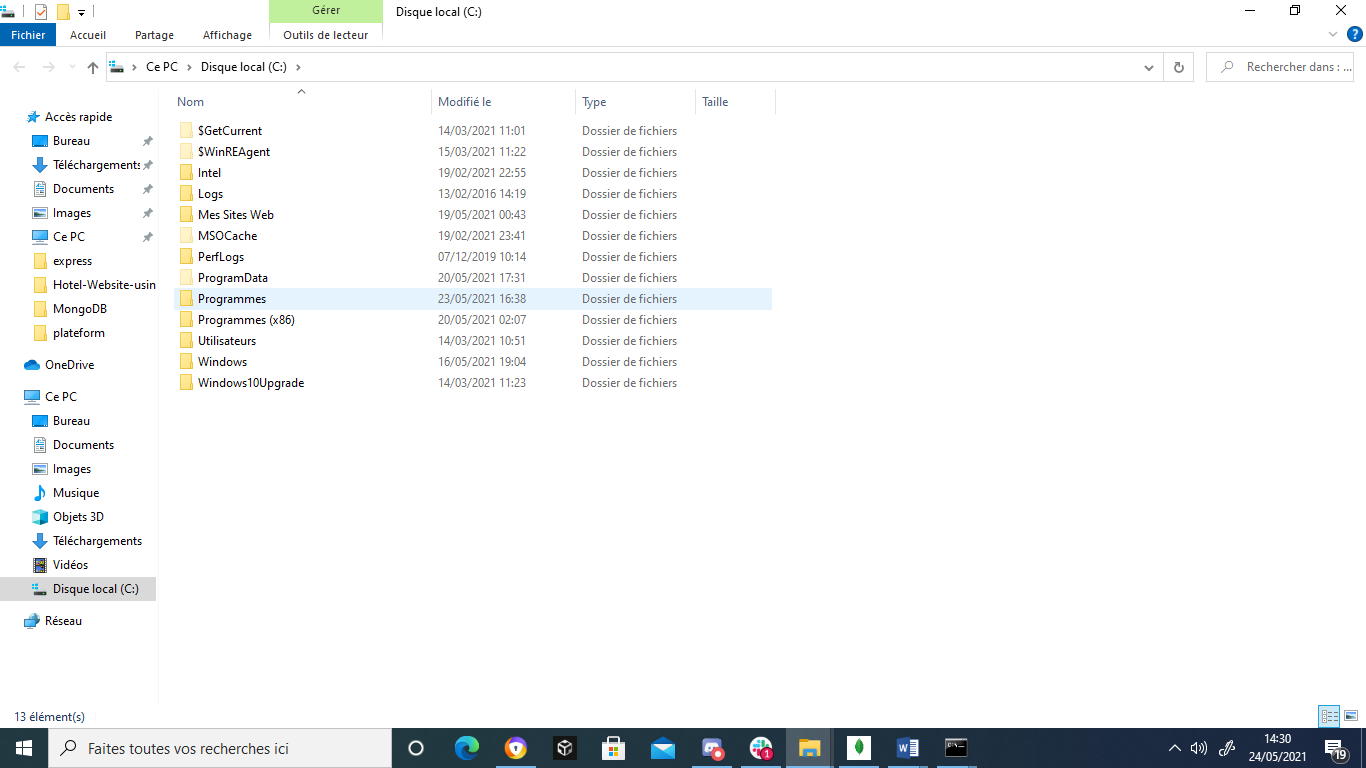 Gérer
Disque local (C:)
Fichier
Accueil
Partage
Affichage
Outils de lecteur
?
Ce PC
Disque local (C:)
Rechercher dans : ...
Nom
Modifié le
Type
Taille
$GetCurrent 14/03/2021 11:01 Dossier de fichiers
$WinREAgent 15/03/2021 11:22 Dossier de fichiers
Intel 19/02/2021 22:55 Dossier de fichiers
Logs 13/02/2016 14:19 Dossier de fichiers
Mes Sites Web 19/05/2021 00:43 Dossier de fichiers
MSOCache 19/02/2021 23:41 Dossier de fichiers
PerfLogs 07/12/2019 10:14 Dossier de fichiers
ProgramData 20/05/2021 17:31 Dossier de fichiers
Programmes 23/05/2021 16:38 Dossier de fichiers
Programmes (x86) 20/05/2021 02:07 Dossier de fichiers
Utilisateurs 14/03/2021 10:51 Dossier de fichiers
Windows 16/05/2021 19:04 Dossier de fichiers
Windows10Upgrade 14/03/2021 11:23 Dossier de fichiers
Accès rapide
Bureau
Téléchargements
Documents
Images
Ce PC
express
Hotel-Website-usin
MongoDB
plateform
OneDrive
Ce PC
Bureau
Documents
Images
Musique
Objets 3D
Téléchargements
Vidéos
Disque local (C:)
Réseau
13 élément(s)
Faites toutes vos recherches ici
1
W
14:30
24/05/2021
19